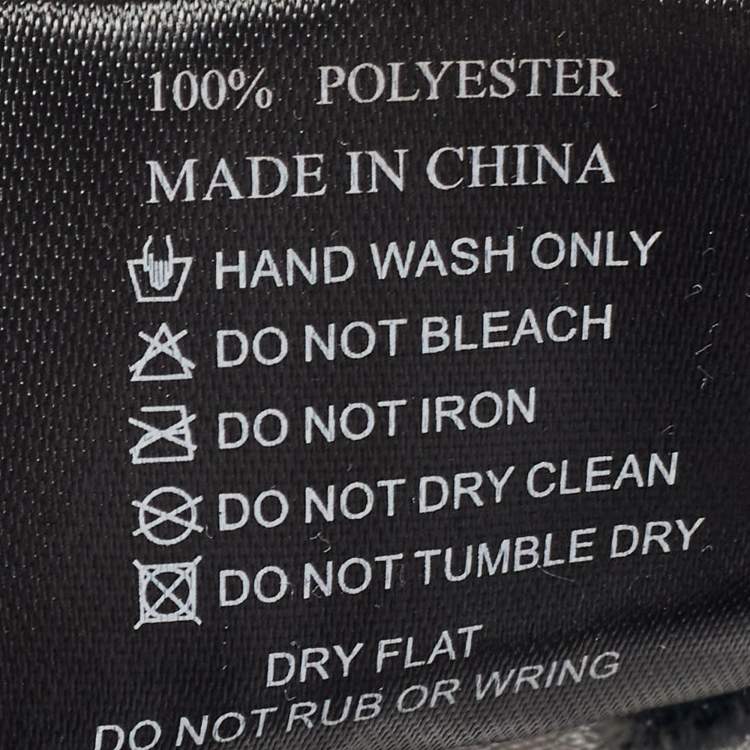 100% POLYESTER
MADE IN CHINA
HAND WASH ONLY
DO NOT BLEACH
DO NOT IRON
DO NOT DRY CLEAN
DO NOT TUMBLE DRY
DRY FLAT
DO NOT RUB OR WRING